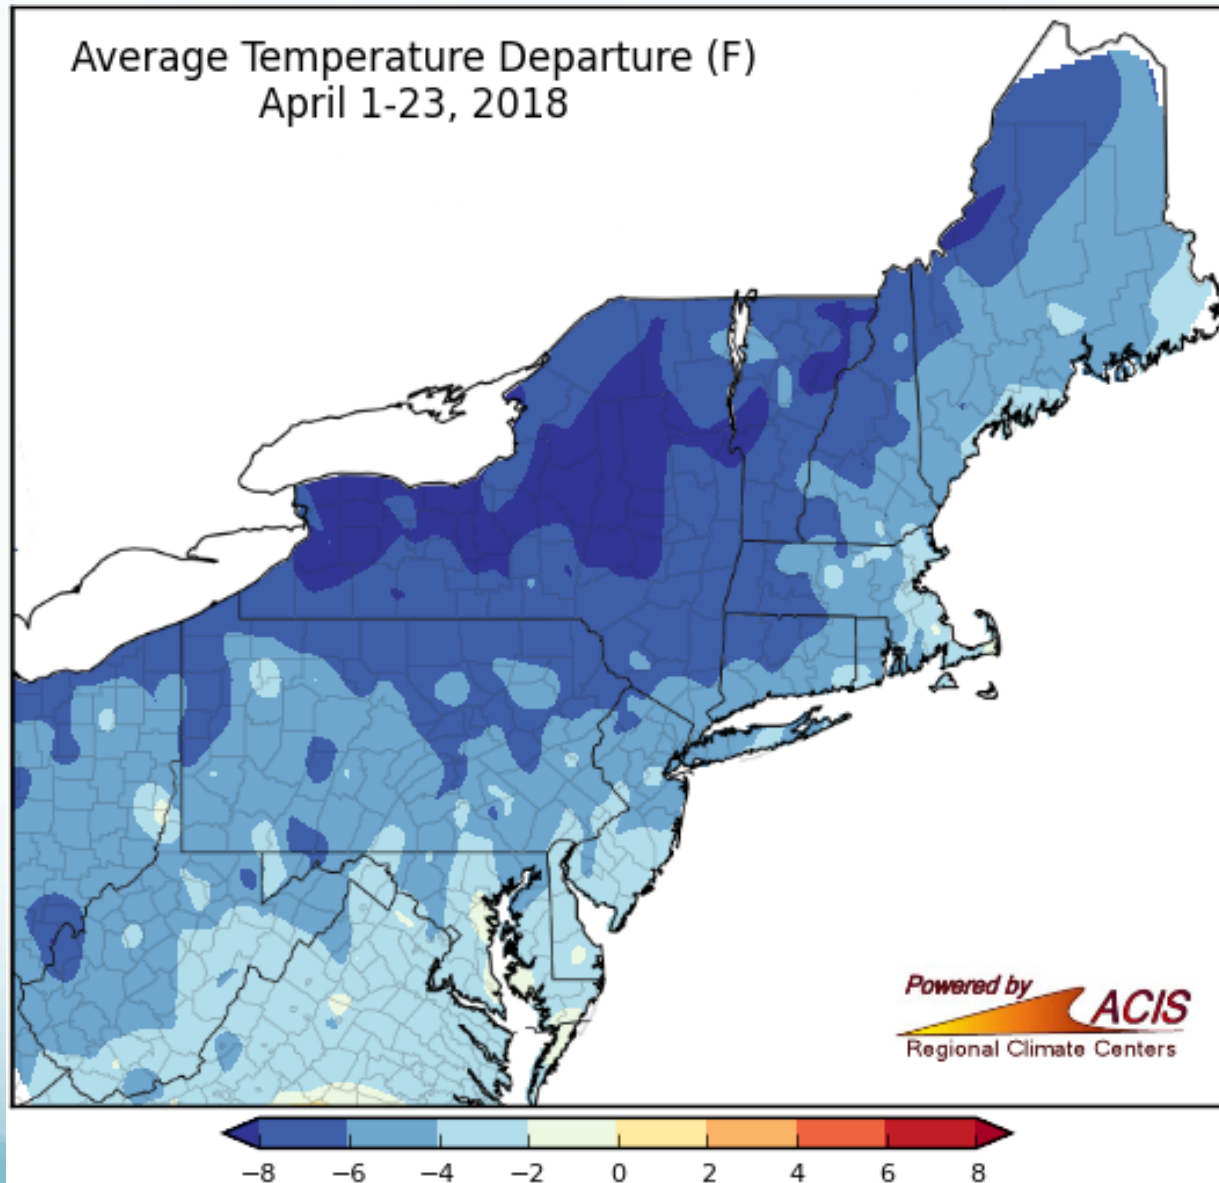 Average Temperature Departure (F)
April 1-23, 2018
Powered by
ACIS
Regional Climate Centers
−8 −6 −4 −2 0 2 4 6 8